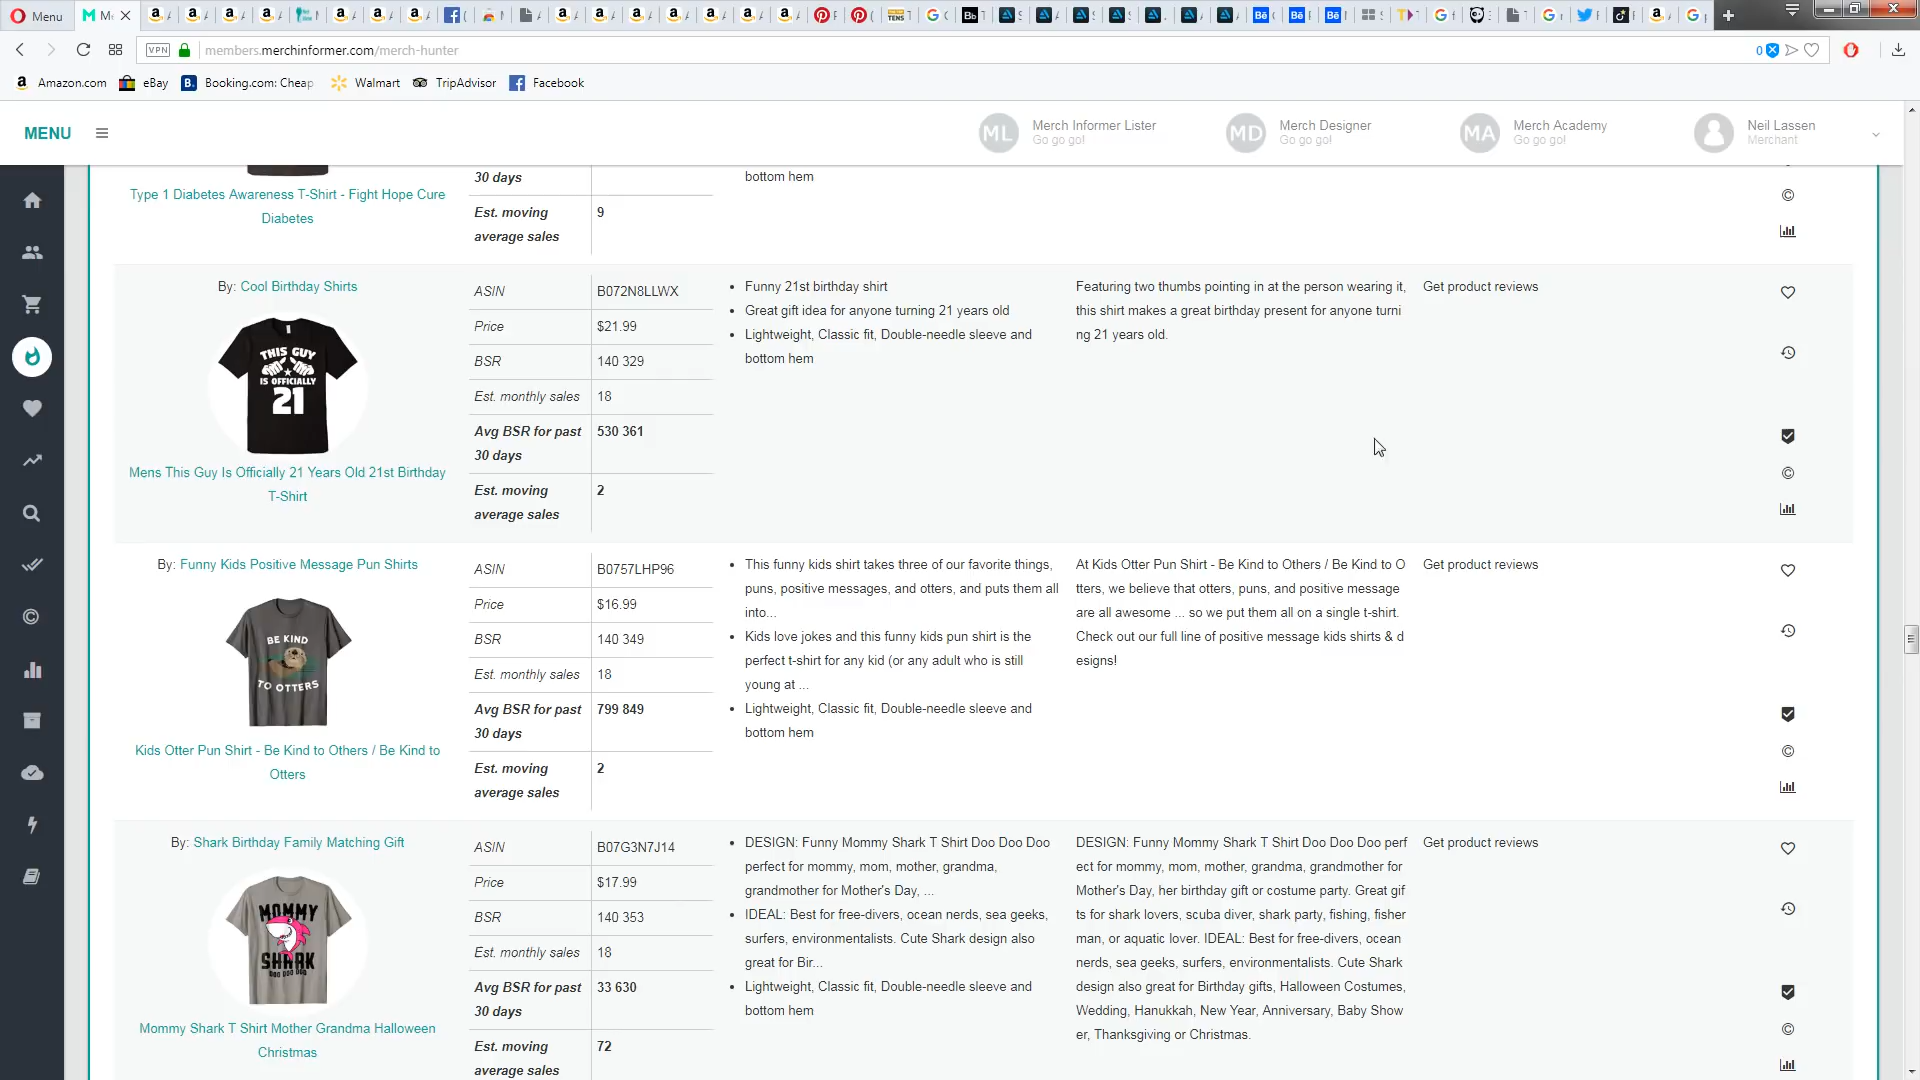 Menu
VPN
members.merchinformer.com/merch-hunter
0
Amazon.com
eBay
Booking.com: Cheap
Walmart
TripAdvisor
Facebook
MENU
ML
Merch Informer Lister
Go go go!
MD
Merch Designer
Go go go!
MA
Merch Academy
Go go go!
Neil Lassen
Merchant
Type 1 Diabetes Awareness T-Shirt - Fight Hope Cure
Diabetes
30 days
Est. moving
average sales
9
bottom hem
By: Cool Birthday Shirts
THIS GUY
IS OFFICIALLY
21
Mens This Guy Is Officially 21 Years Old 21st Birthday
T-Shirt
ASIN B072N8LLWX
Price $21.99
BSR 140 329
Est. monthly sales 18
Avg BSR for past
30 days
530 361
Est. moving
average sales
2
• Funny 21st birthday shirt
• Great gift idea for anyone turning 21 years old
• Lightweight, Classic fit, Double-needle sleeve and
bottom hem
Featuring two thumbs pointing in at the person wearing it,
this shirt makes a great birthday present for anyone turni
ng 21 years old.
Get product reviews
By: Funny Kids Positive Message Pun Shirts
BE KIND
TO OTTERS
Kids Otter Pun Shirt - Be Kind to Others / Be Kind to
Otters
ASIN B0757LHP96
Price $16.99
BSR 140 349
Est. monthly sales 18
Avg BSR for past
30 days
799 849
Est. moving
average sales
2
• This funny kids shirt takes three of our favorite things,
puns, positive messages, and otters, and puts them all
into...
• Kids love jokes and this funny kids pun shirt is the
perfect t-shirt for any kid (or any adult who is still
young at ...
• Lightweight, Classic fit, Double-needle sleeve and
bottom hem
At Kids Otter Pun Shirt - Be Kind to Others / Be Kind to O
tters, we believe that otters, puns, and positive message
are all awesome ... so we put them all on a single t-shirt.
Check out our full line of positive message kids shirts & d
esigns!
Get product reviews
By: Shark Birthday Family Matching Gift
MOMMY
SHARK
DOO DOO DOO
Mommy Shark T Shirt Mother Grandma Halloween
Christmas
ASIN B07G3N7J14
Price $17.99
BSR 140 353
Est. monthly sales 18
Avg BSR for past
30 days
33 630
Est. moving
average sales
72
• DESIGN: Funny Mommy Shark T Shirt Doo Doo Doo
perfect for mommy, mom, mother, grandma,
grandmother for Mother's Day, ...
• IDEAL: Best for free-divers, ocean nerds, sea geeks,
surfers, environmentalists. Cute Shark design also
great for Bir...
• Lightweight, Classic fit, Double-needle sleeve and
bottom hem
DESIGN: Funny Mommy Shark T Shirt Doo Doo Doo perf
ect for mommy, mom, mother, grandma, grandmother for
Mother's Day, her birthday gift or costume party. Great gif
ts for shark lovers, scuba diver, shark party, fishing, fisher
man, or aquatic lover. IDEAL: Best for free-divers, ocean
nerds, sea geeks, surfers, environmentalists. Cute Shark
design also great for Birthday gifts, Halloween Costumes,
Wedding, Hanukkah, New Year, Anniversary, Baby Show
er, Thanksgiving or Christmas.
Get product reviews